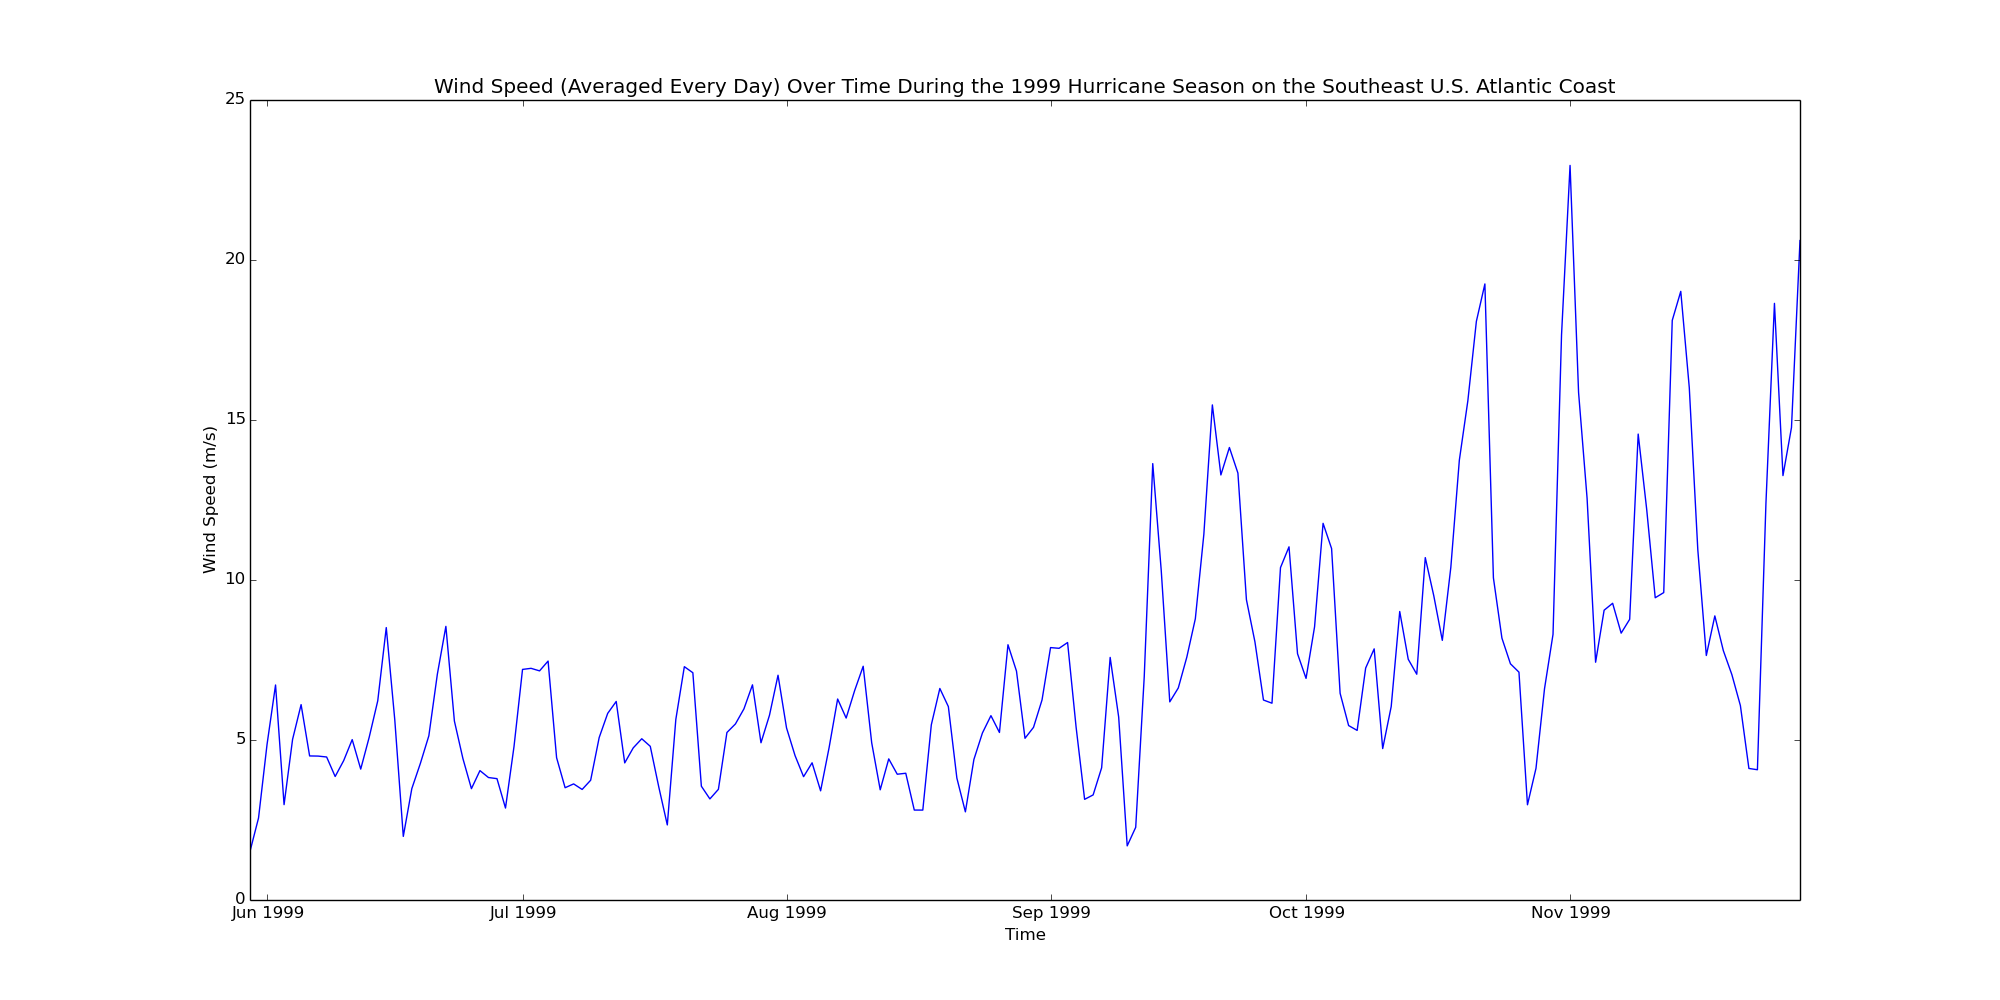 Wind Speed (Averaged Every Day) Over Time During the 1999 Hurricane Season on the Southeast U.S. Atlantic Coast
25
20
15
10
5
0
Wind Speed (m/s)
Jun 1999 Jul 1999 Aug 1999 Sep 1999 Oct 1999 Nov 1999
Time